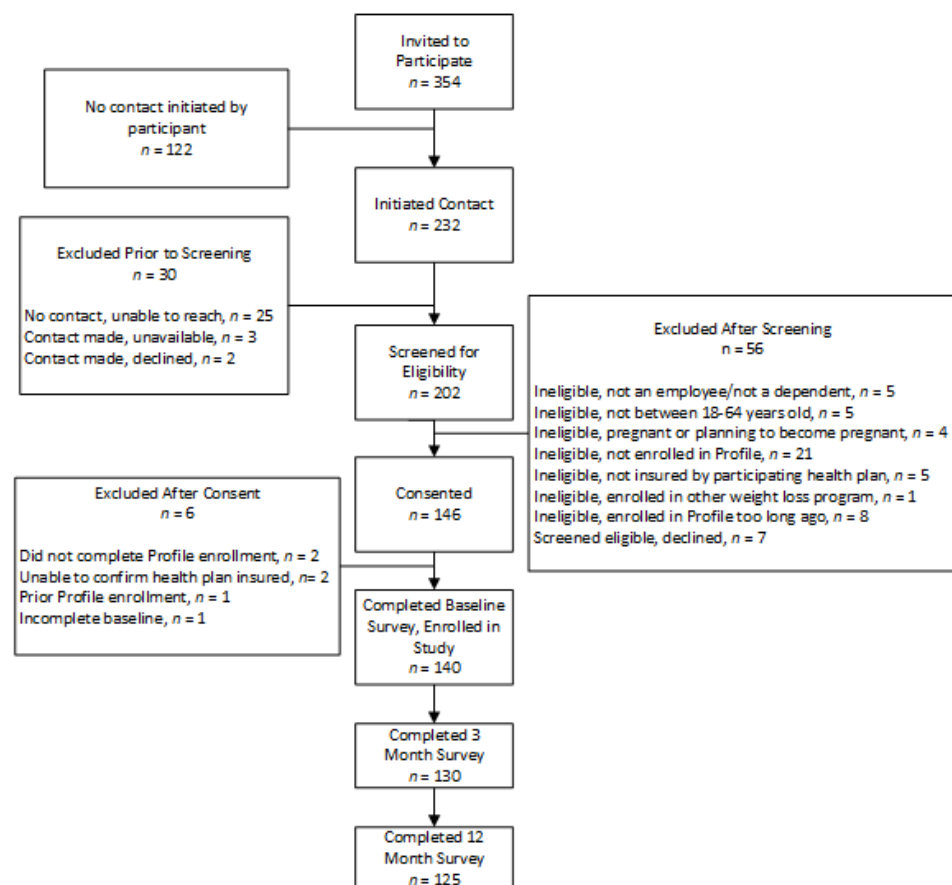 Invited to
Participate
n = 354
No contact initiated by
participant
n = 122
Initiated Contact
n = 232
Excluded Prior to Screening
n = 30
No contact, unable to reach, n = 25
Contact made, unavailable, n = 3
Contact made, declined, n = 2
Screened for
Eligibility
n = 202
Excluded After Screening
n = 56
Ineligible, not an employee/not a dependent, n = 5
Ineligible, not between 18-64 years old, n = 5
Ineligible, pregnant or planning to become pregnant, n = 4
Ineligible, not enrolled in Profile, n = 21
Ineligible, not insured by participating health plan, n = 5
Ineligible, enrolled in other weight loss program, n = 1
Ineligible, enrolled in Profile too long ago, n = 8
Screened eligible, declined, n = 7
Consented
n = 146
Excluded After Consent
n = 6
Did not complete Profile enrollment, n = 2
Unable to confirm health plan insured, n= 2
Prior Profile enrollment, n = 1
Incomplete baseline, n = 1
Completed Baseline
Survey, Enrolled in
Study
n = 140
Completed 3
Month Survey
n = 130
Completed 12
Month Survey
n = 125